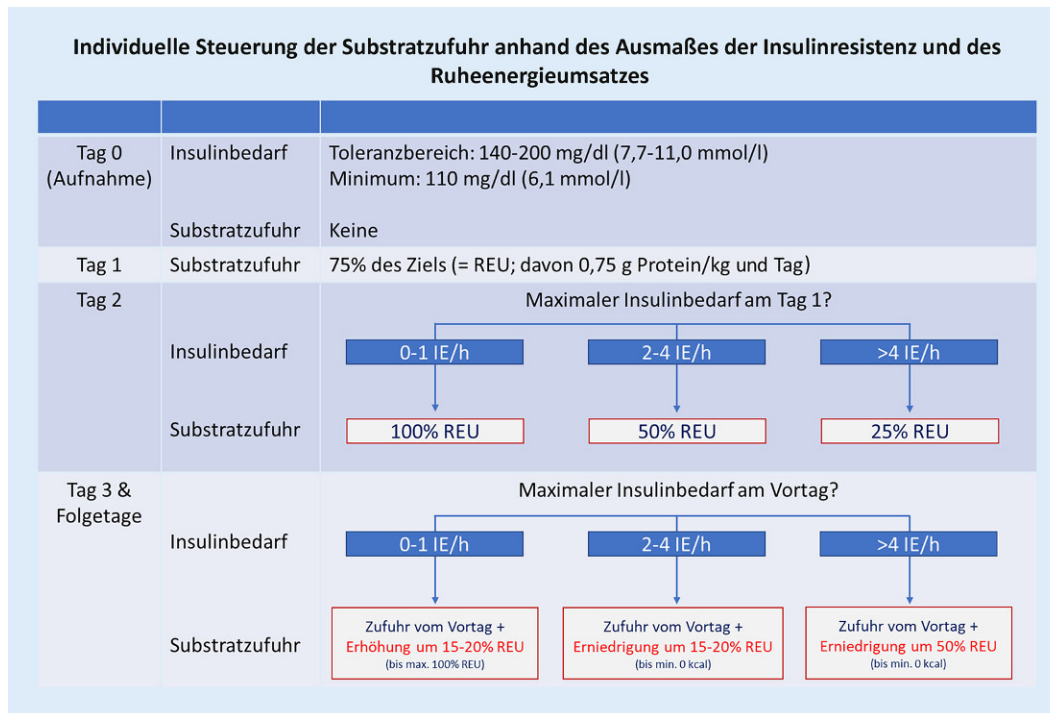 Individuelle Steuerung der Substratzufuhr anhand des Ausmaßes der Insulinresistenz und des
Ruheenergieumsatzes
Tag 0
(Aufnahme)
Insulinbedarf
Toleranzbereich: 140-200 mg/dl (7,7-11,0 mmol/l)
Minimum: 110 mg/dl (6,1 mmol/l)
Substratzufuhr
Keine
Tag 1
Substratzufuhr
75% des Ziels (= REU; davon 0,75 g Protein/kg und Tag)
Tag 2
Maximaler Insulinbedarf am Tag 1?
Insulinbedarf
0-1 IE/h
2-4 IE/h
>4 IE/h
Substratzufuhr
100% REU
50% REU
25% REU
Tag 3 &
Folgetage
Maximaler Insulinbedarf am Vortag?
Insulinbedarf
0-1 IE/h
2-4 IE/h
>4 IE/h
Substratzufuhr
Zufuhr vom Vortag +
Erhöhung um 15-20% REU
(bis max. 100% REU)
Zufuhr vom Vortag +
Erniedrigung um 15-20% REU
(bis min. 0 kcal)
Zufuhr vom Vortag +
Erniedrigung um 50% REU
(bis min. 0 kcal)